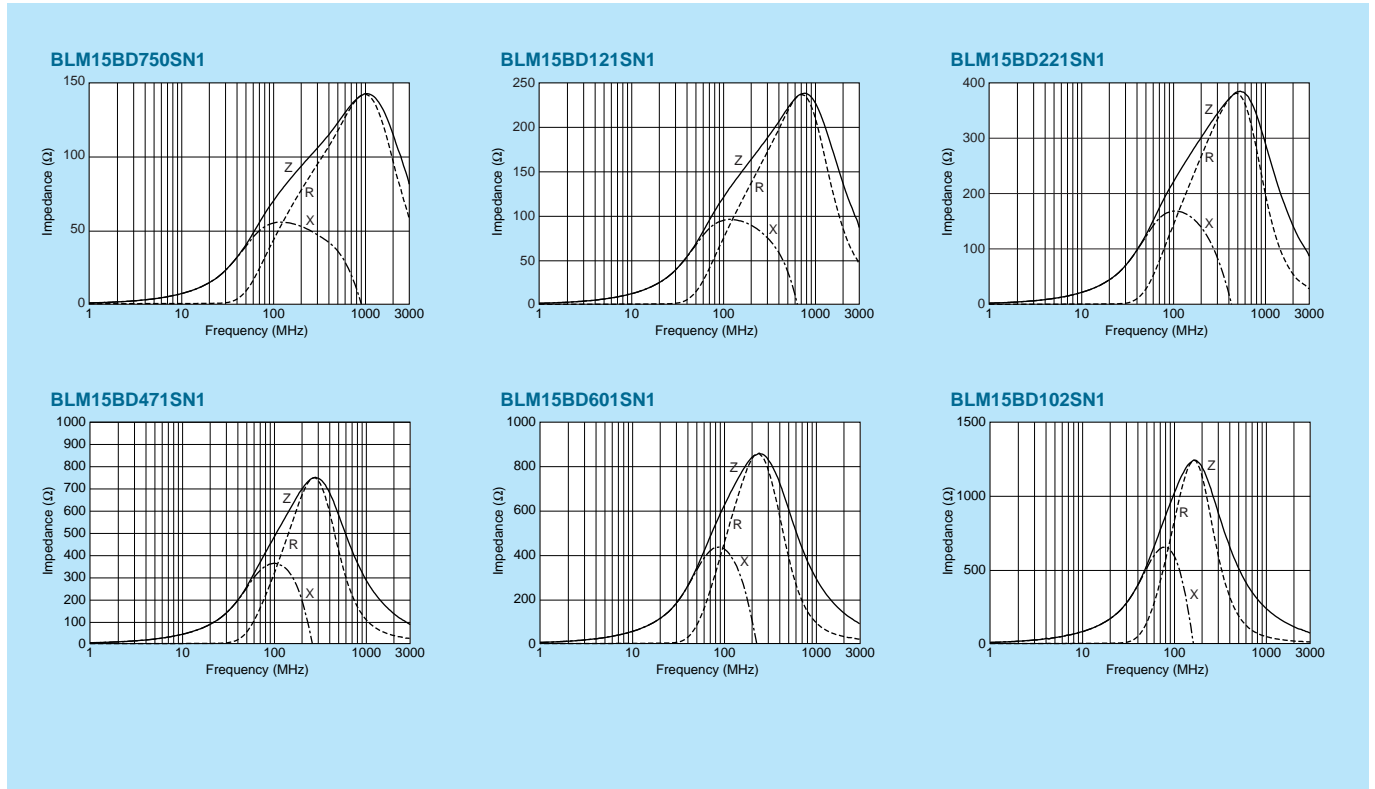 BLM15BD750SN1
150
100
50
0
Impedance (Ω)
Z
R
X
1 10 100 1000 3000
Frequency (MHz)
BLM15BD121SN1
250
200
150
100
50
0
Impedance (Ω)
Z
R
X
1 10 100 1000 3000
Frequency (MHz)
BLM15BD221SN1
400
300
200
100
0
Impedance (Ω)
Z
R
X
1 10 100 1000 3000
Frequency (MHz)
BLM15BD471SN1
1000
900
800
700
600
500
400
300
200
100
0
Impedance (Ω)
Z
R
X
1 10 100 1000 3000
Frequency (MHz)
BLM15BD601SN1
1000
800
600
400
200
0
Impedance (Ω)
Z
R
X
1 10 100 1000 3000
Frequency (MHz)
BLM15BD102SN1
1500
1000
500
0
Impedance (Ω)
Z
R
X
1 10 100 1000 3000
Frequency (MHz)